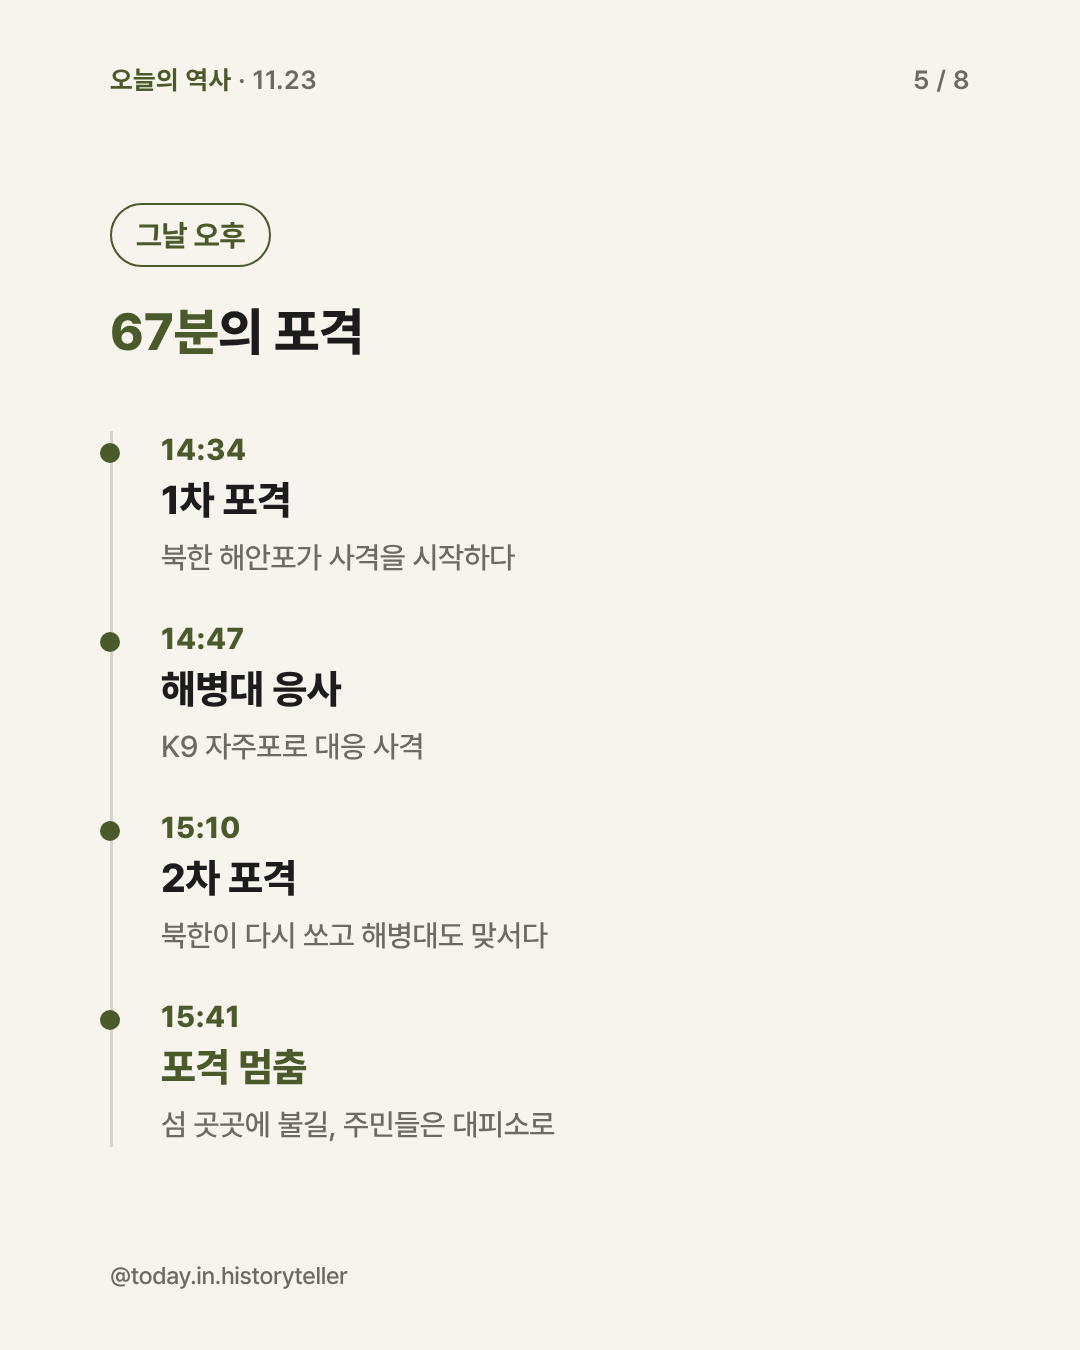 오늘의 역사 · 11.23
5 / 8
그날 오후
67분의 포격
14:34
1차 포격
북한 해안포가 사격을 시작하다
14:47
해병대 응사
K9 자주포로 대응 사격
15:10
2차 포격
북한이 다시 쏘고 해병대도 맞서다
15:41
포격 멈춤
섬 곳곳에 불길, 주민들은 대피소로
@today.in.historyteller